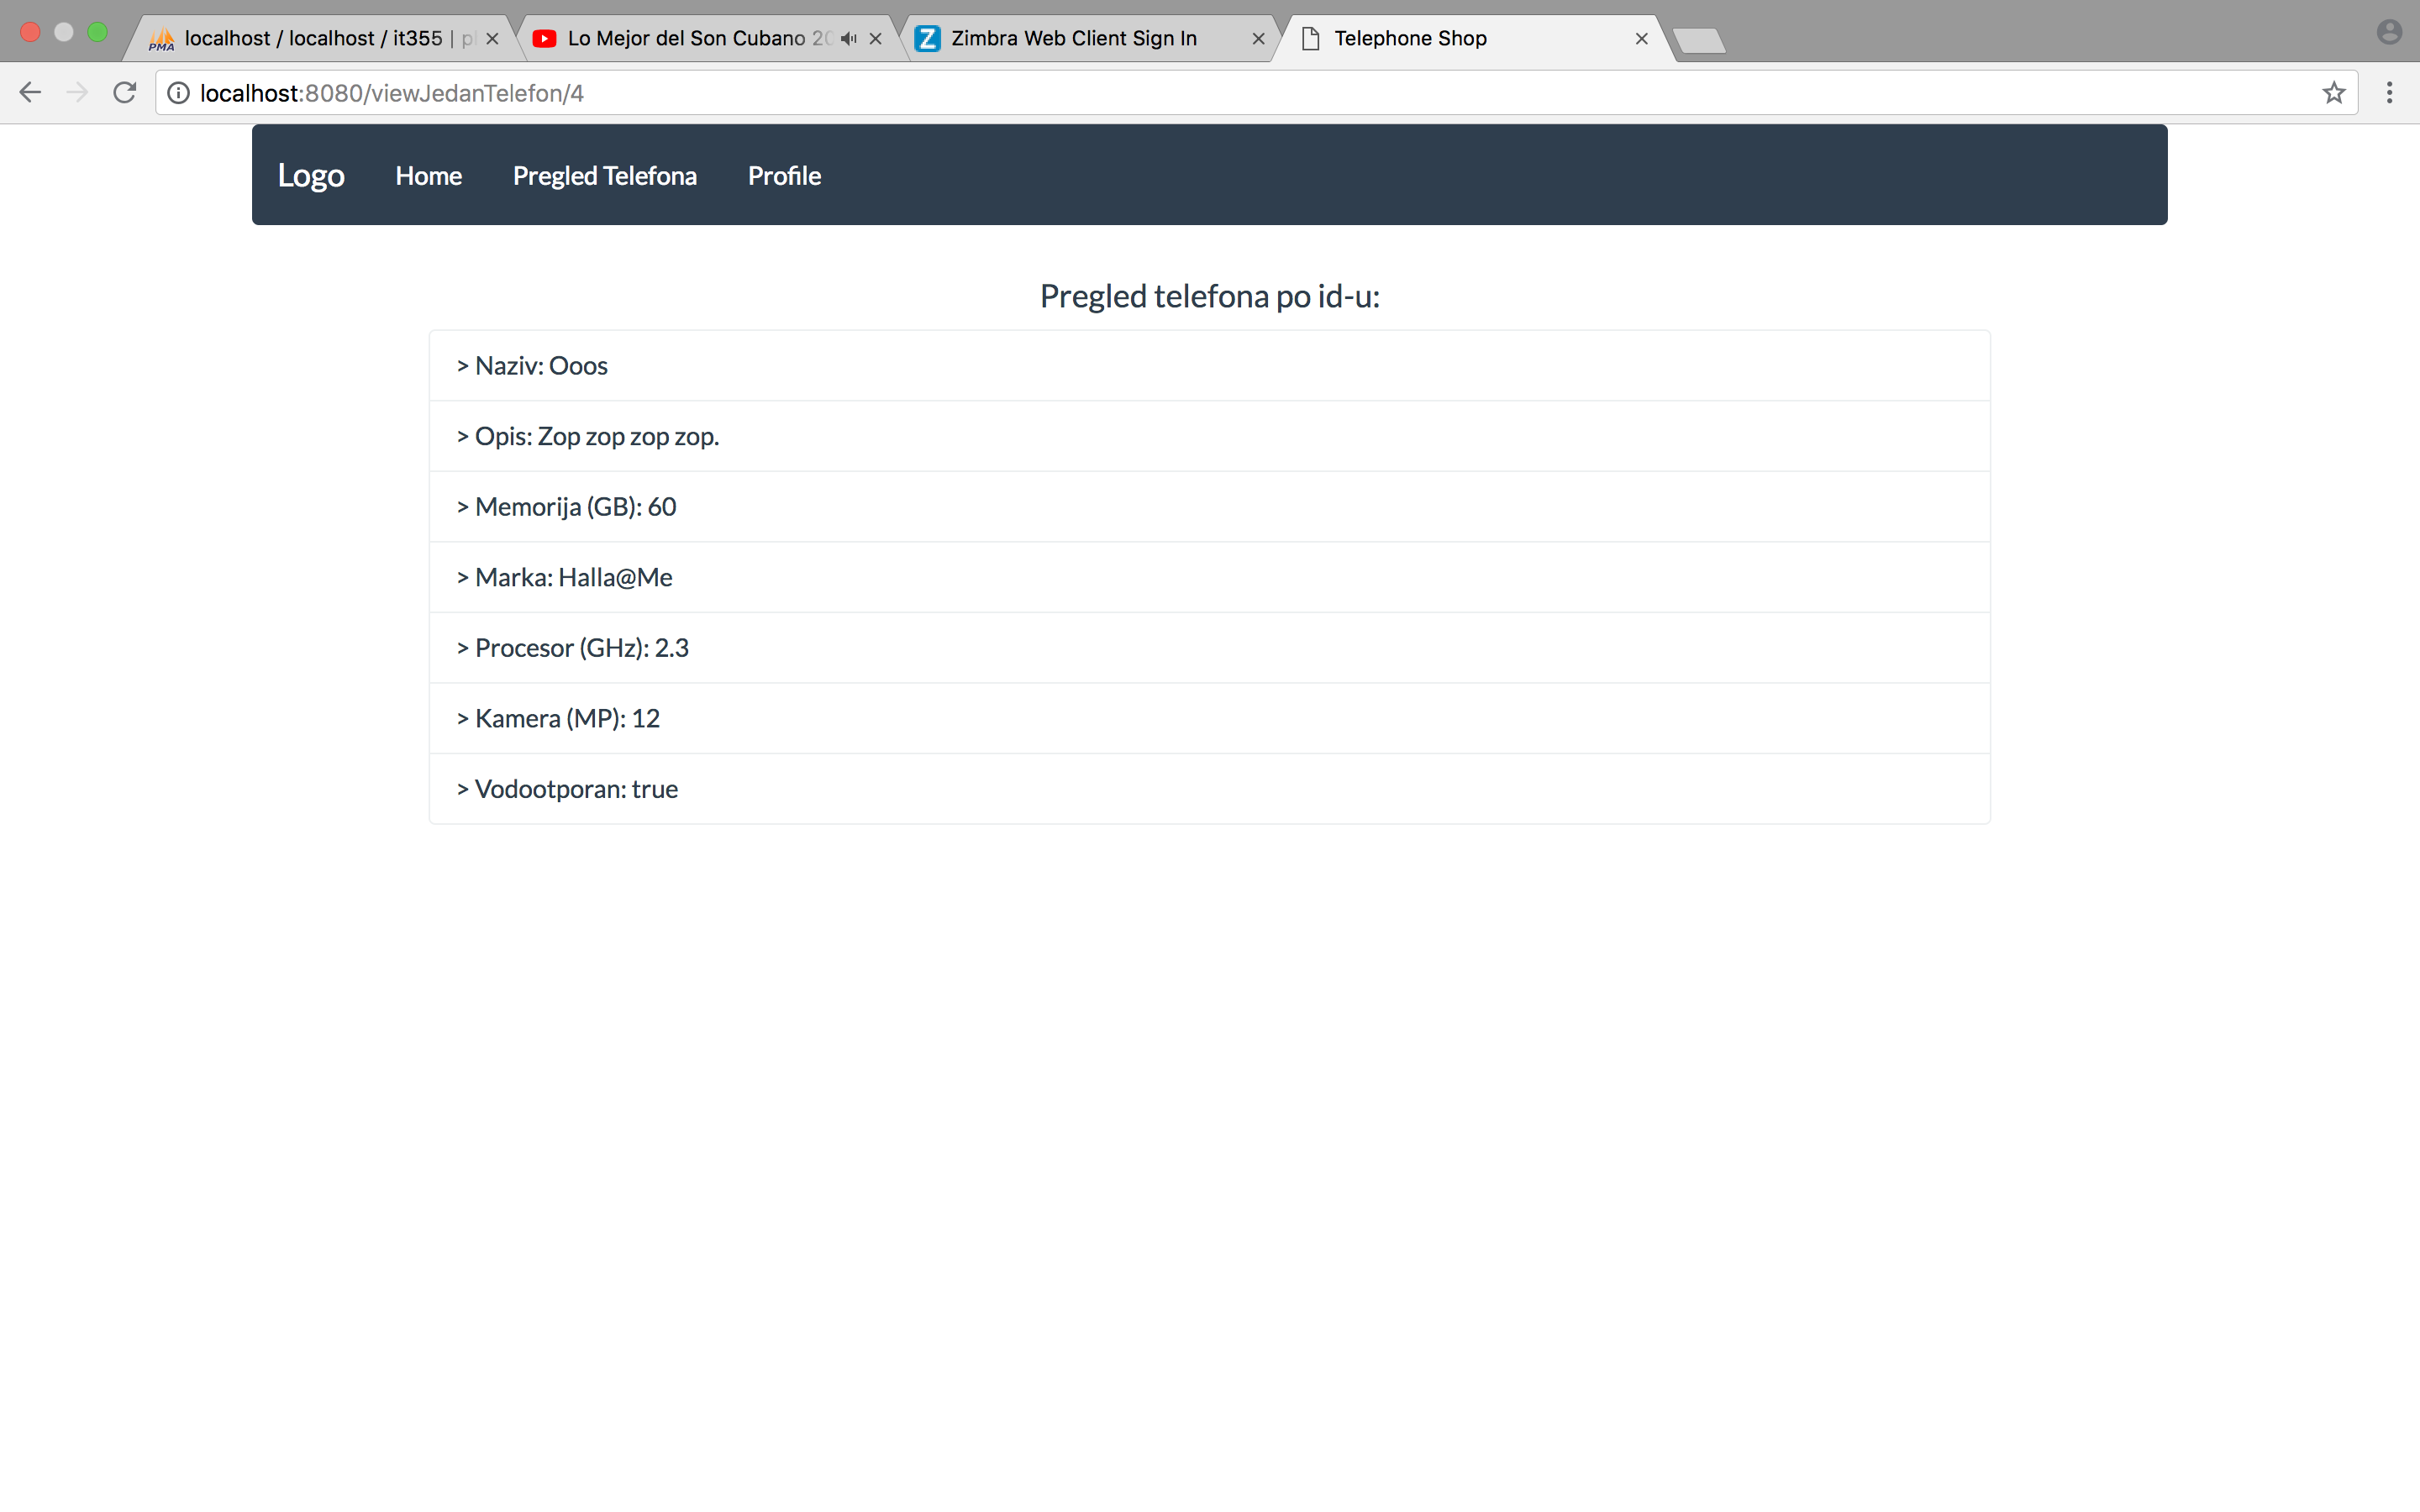 localhost / localhost / it355 |
Lo Mejor del Son Cubano
Zimbra Web Client Sign In
Telephone Shop
localhost:8080/viewJedanTelefon/4
Logo Home Pregled Telefona Profile
Pregled telefona po id-u:
> Naziv: Ooos
> Opis: Zop zop zop zop.
> Memorija (GB): 60
> Marka: Halla@Me
> Procesor (GHz): 2.3
> Kamera (MP): 12
> Vodootporan: true